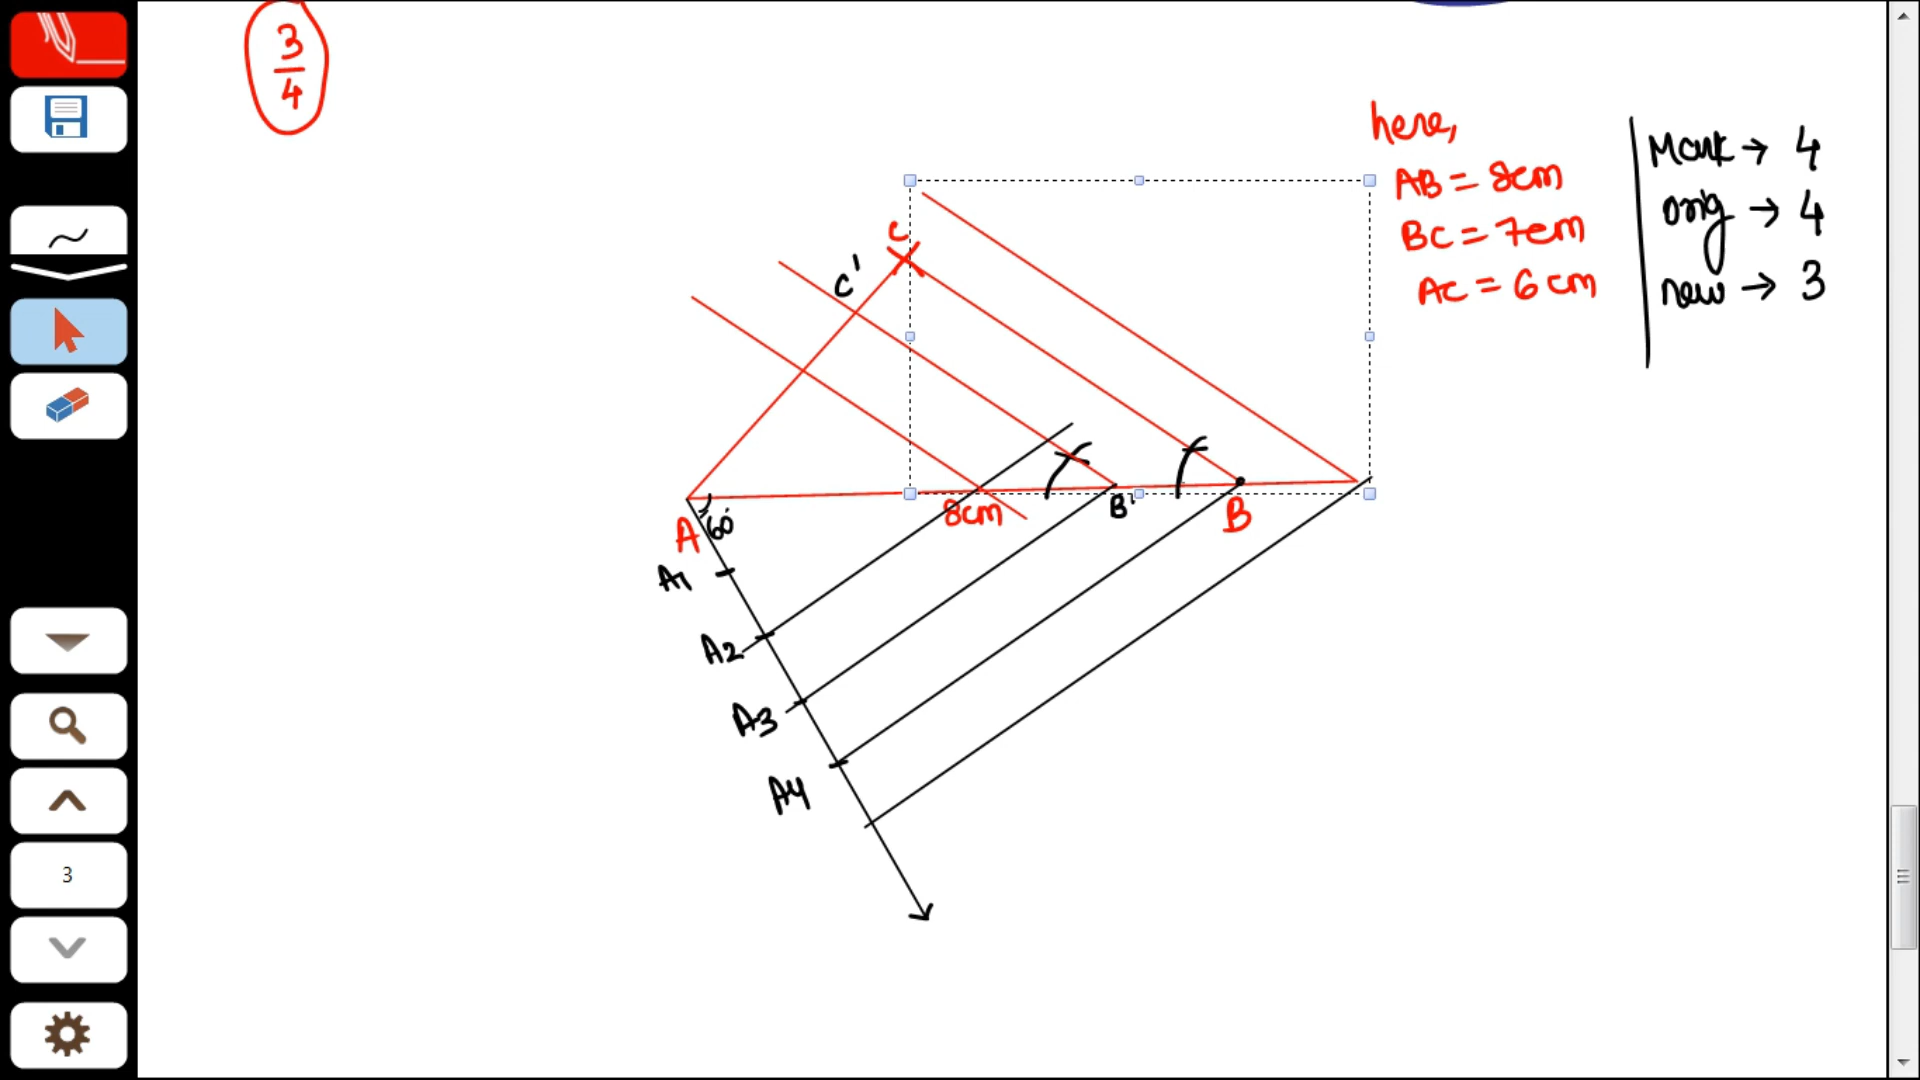 3
4
here,
AB = 8cm
BC = 7cm
AC = 6cm
Mark → 4
orig → 4
new → 3
C
C'
8cm
B'
B
A
60°
A1
A2
A3
A4
3